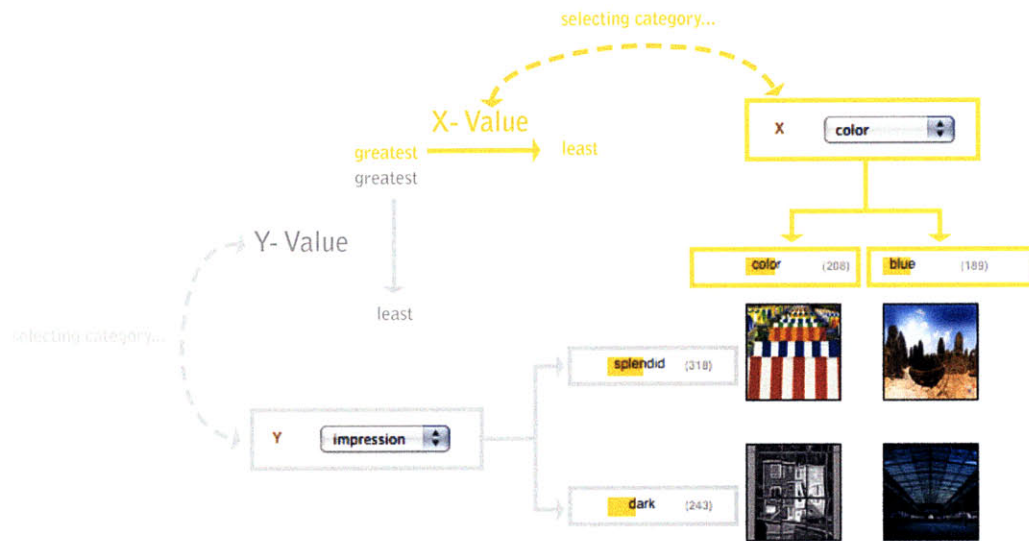 selecting category...
X- Value
X color
greatest least
greatest
Y- Value
color (208) blue (189)
least
selecting category...
splendid (318)
Y impression
dark (243)